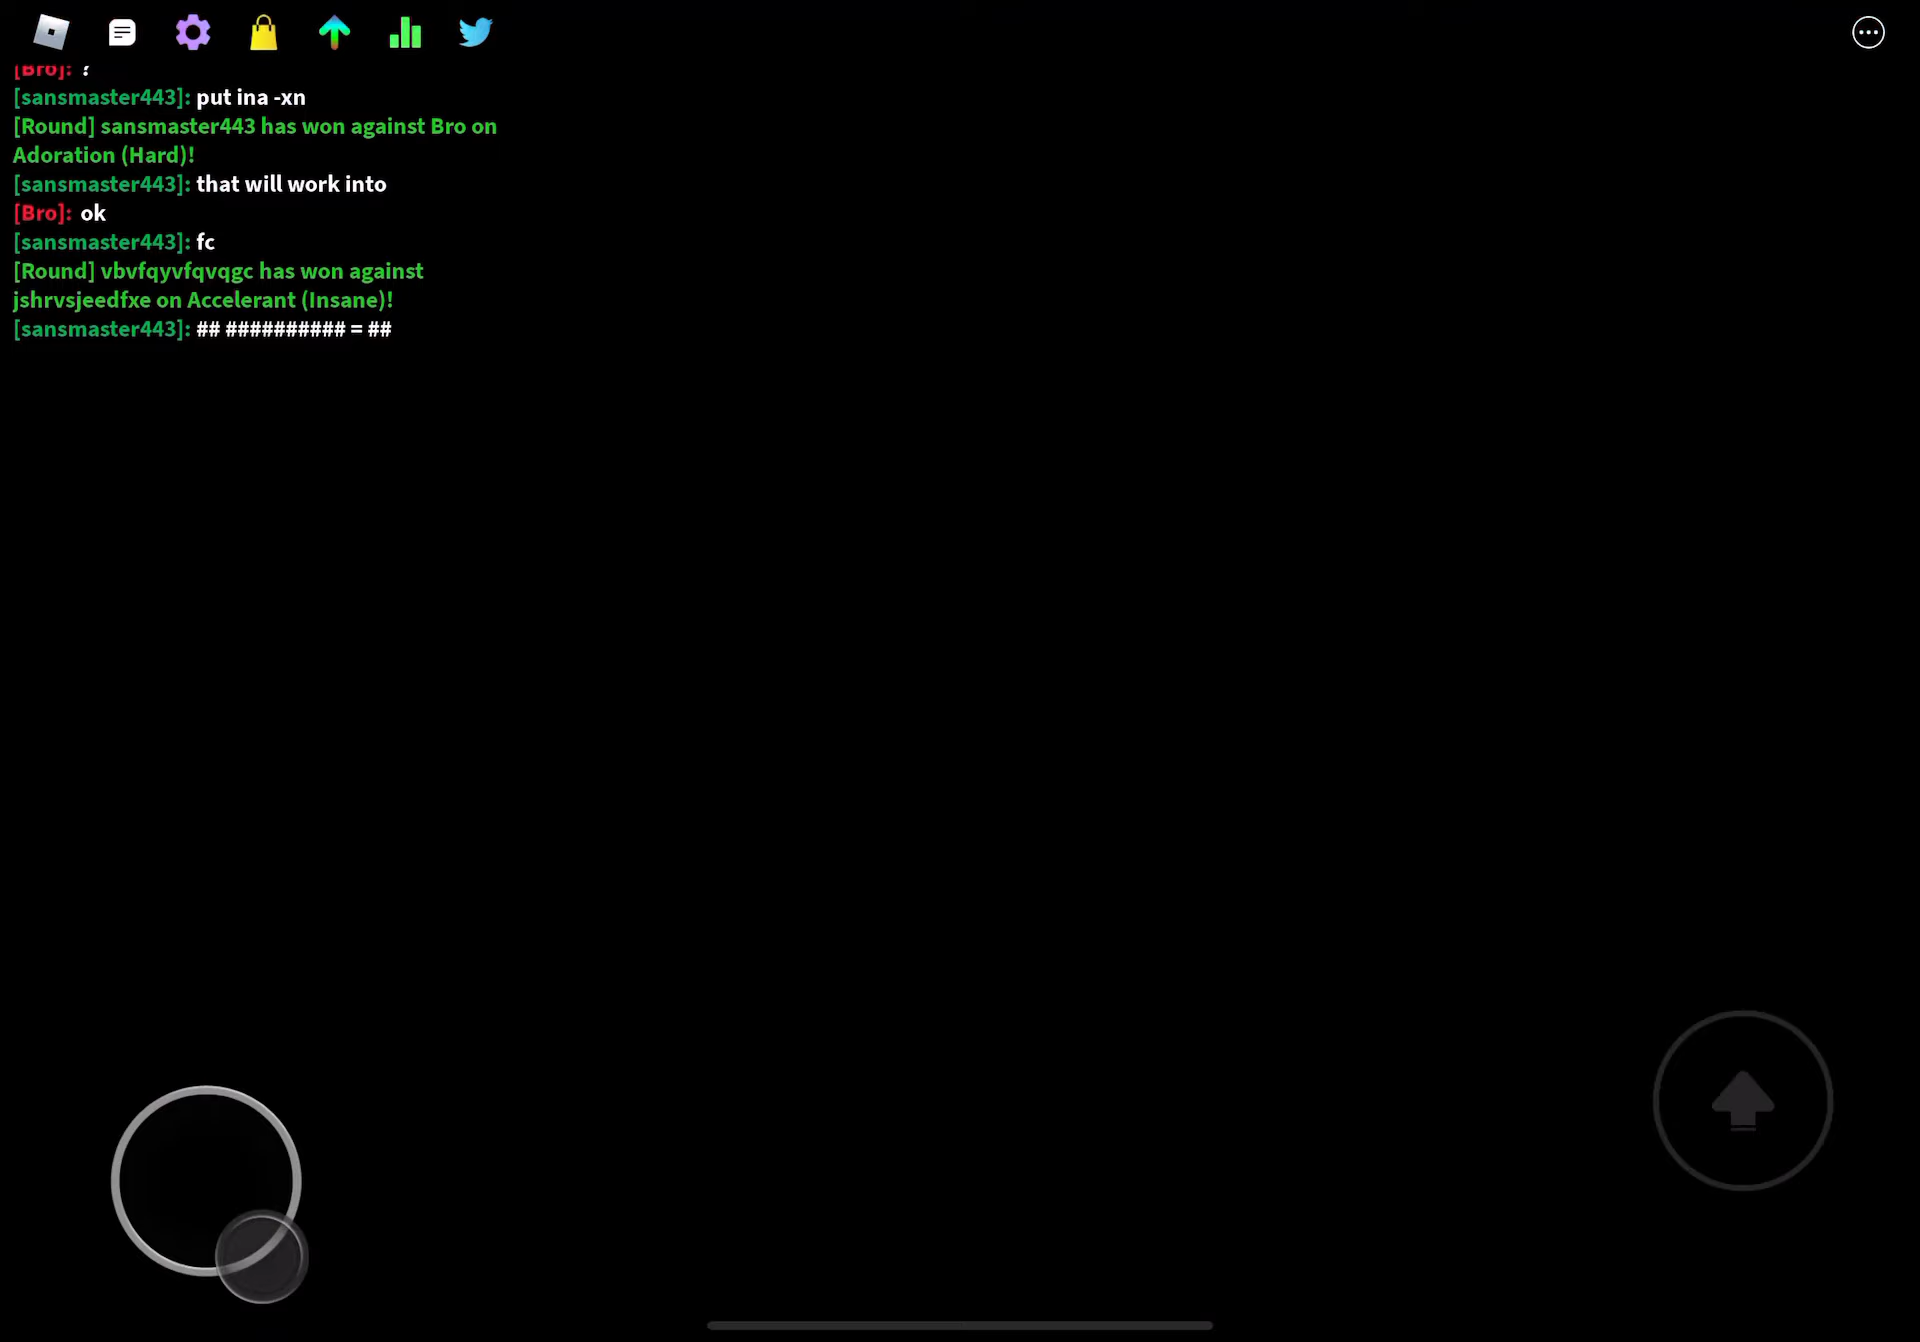 [Bro]: ?
[sansmaster443]: put ina -xn
[Round] sansmaster443 has won against Bro on
Adoration (Hard)!
[sansmaster443]: that will work into
[Bro]: ok
[sansmaster443]: fc
[Round] vbvfqyvfqvqgc has won against
jshrvsjeedfxe on Accelerant (Insane)!
[sansmaster443]: ## ########## = ##